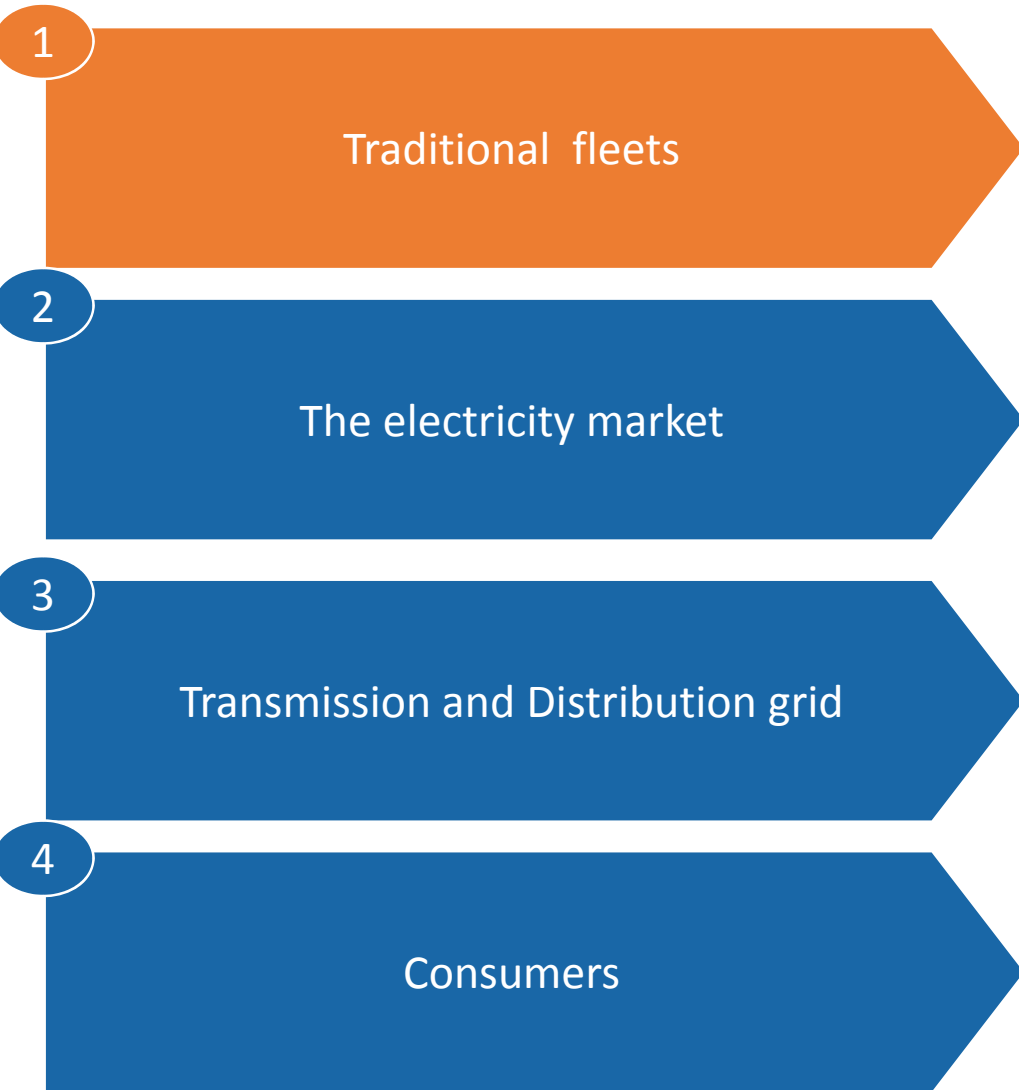 1
Traditional  fleets
2
The electricity market
3
Transmission and Distribution grid
4
Consumers